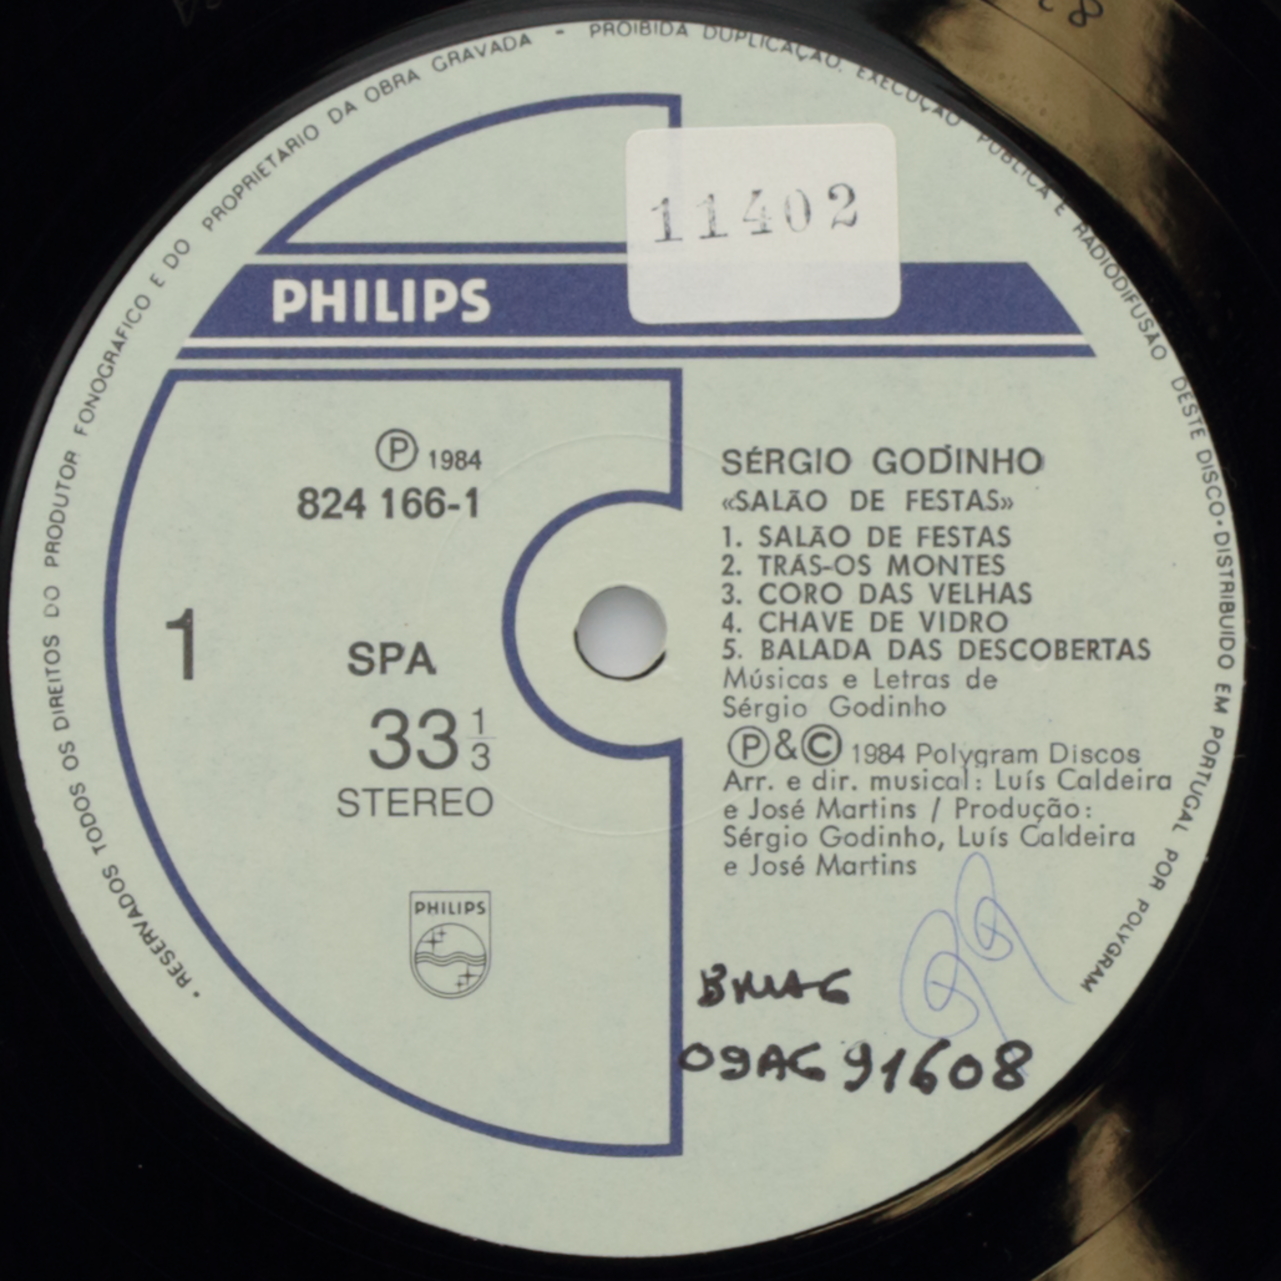 • RESERVADOS TODOS OS DIREITOS DO PRODUTOR FONOGRAFICO E DO PROPRIETARIO DA OBRA GRAVADA - PROIBIDA DUPLICAÇÃO, EXECUÇAO PUBLICA E RADIODIFUSÃO DESTE DISCO • DISTRIBUIDO EM PORTUGAL POR POLYGRAM
11402
PHILIPS
Ⓟ 1984
824 166-1
1
SPA
33 1/3
STEREO
PHILIPS
SÉRGIO GODINHO
«SALÃO DE FESTAS»
1. SALÃO DE FESTAS
2. TRÁS-OS MONTES
3. CORO DAS VELHAS
4. CHAVE DE VIDRO
5. BALADA DAS DESCOBERTAS
Músicas e Letras de
Sérgio Godinho
Ⓟ&© 1984 Polygram Discos
Arr. e dir. musical: Luís Caldeira
e José Martins / Produção:
Sérgio Godinho, Luís Caldeira
e José Martins
09AG 91608